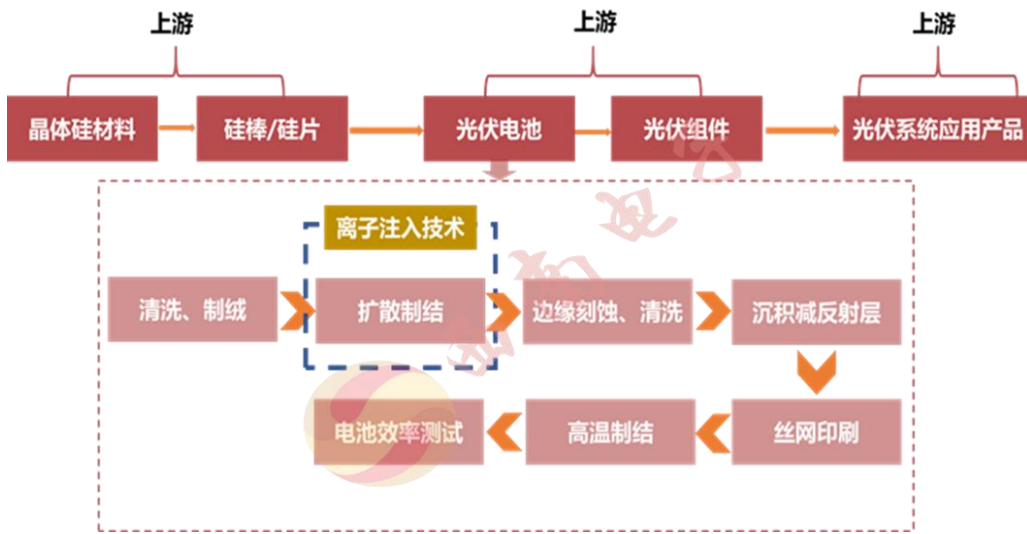 上游
上游
上游
晶体硅材料
硅棒/硅片
光伏电池
光伏组件
光伏系统应用产品
离子注入技术
清洗、制绒
扩散制结
边缘刻蚀、清洗
沉积减反射层
电池效率测试
高温制结
丝网印刷